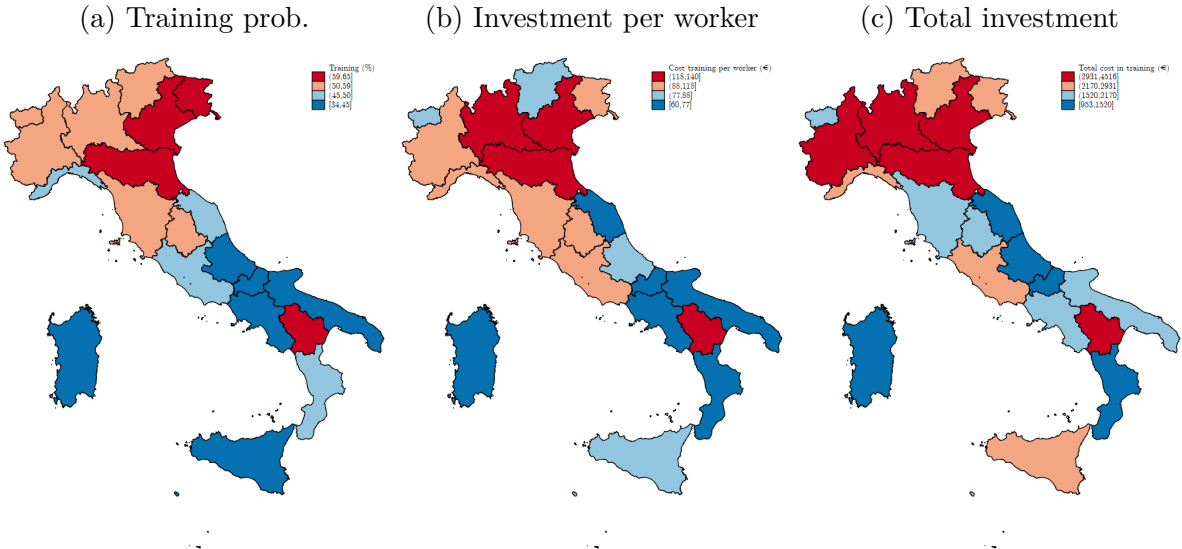 (a) Training prob.
(b) Investment per worker
(c) Total investment
Training (%)
(59,65]
(50,59]
(45,50]
[34,45]
Cost training per worker (€)
(118,140]
(88,118]
(77,88]
[60,77]
Total cost in training (€)
(2931,4516]
(2170,2931]
(1520,2170]
[953,1520]